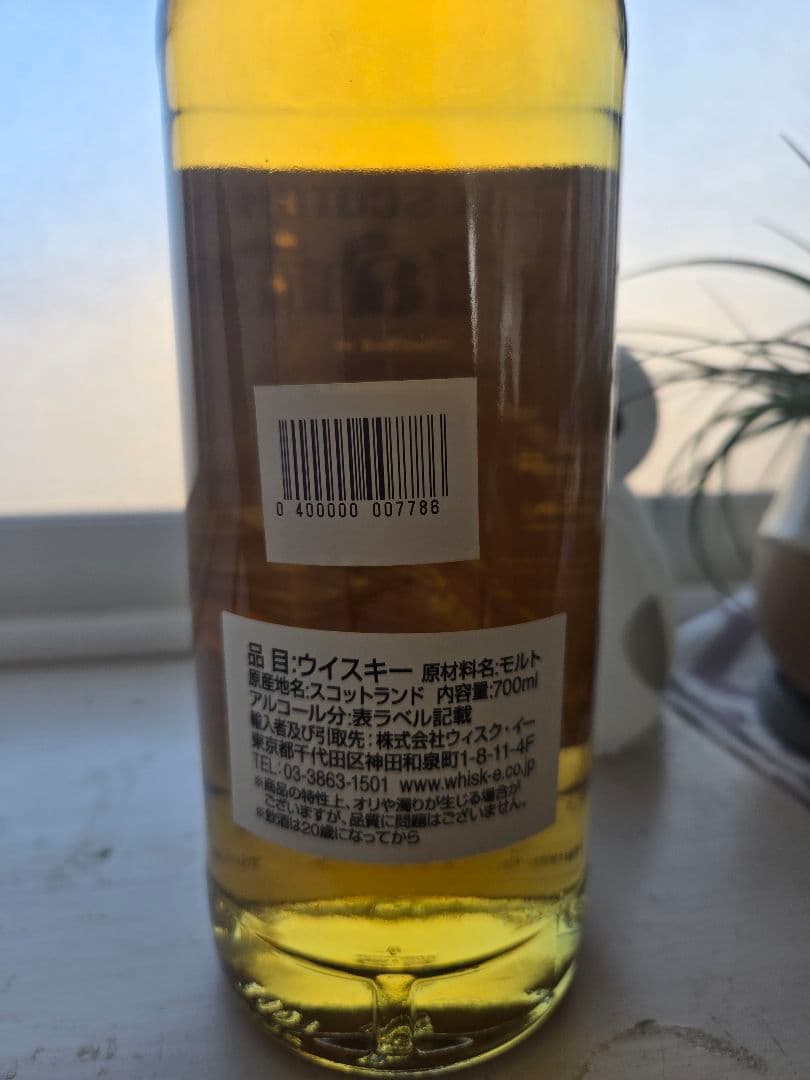 0 400000 007786
品 目:ウイスキー 原材料名:モルト
原産地名:スコットランド 内容量:700ml
アルコール分:表ラベル記載
輸入者及び引取先:株式会社ウィスク・イー
東京都千代田区神田和泉町1-8-11-4F
TEL:03-3863-1501 www.whisk-e.co.jp
※商品の特性上、オリや濁りが生じる場合が
ございますが、品質に問題はございません。
※飲酒は20歳になってから